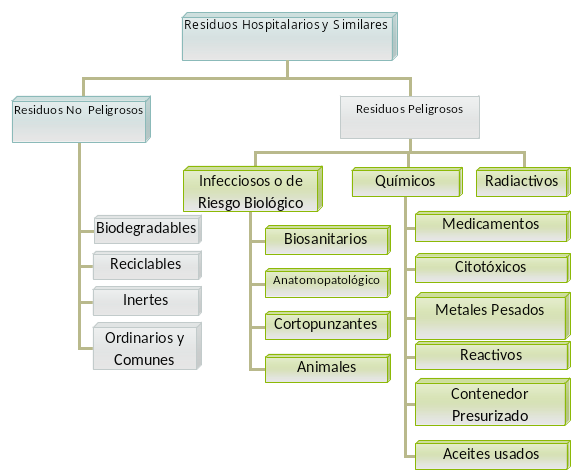 Residuos Hospitalarios y Similares
Residuos No Peligrosos
Residuos Peligrosos
Infecciosos o de
Riesgo Biológico
Químicos
Radiactivos
Biodegradables
Reciclables
Inertes
Ordinarios y
Comunes
Biosanitarios
Anatomopatológico
Cortopunzantes
Animales
Medicamentos
Citotóxicos
Metales Pesados
Reactivos
Contenedor
Presurizado
Aceites usados